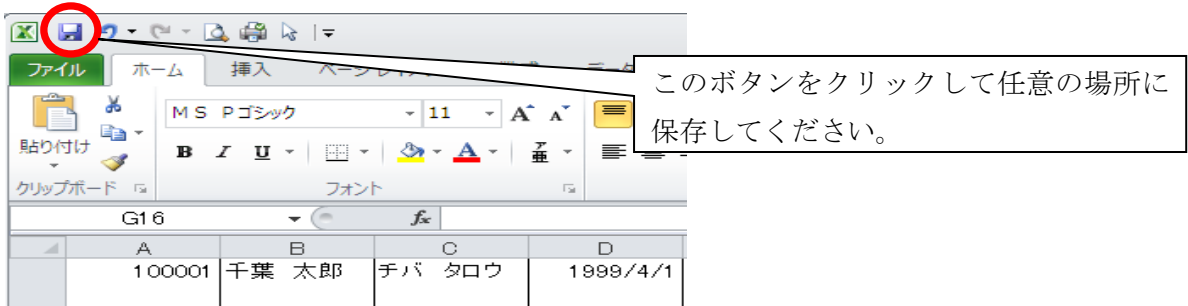 ファイル ホーム 挿入
このボタンをクリックして任意の場所に
保存してください。
MS Pゴシック 11 A A
貼り付け B I U A 亜
クリップボード フォント
G16 fx
A B C D
100001 千葉 太郎 チバ タロウ 1999/4/1